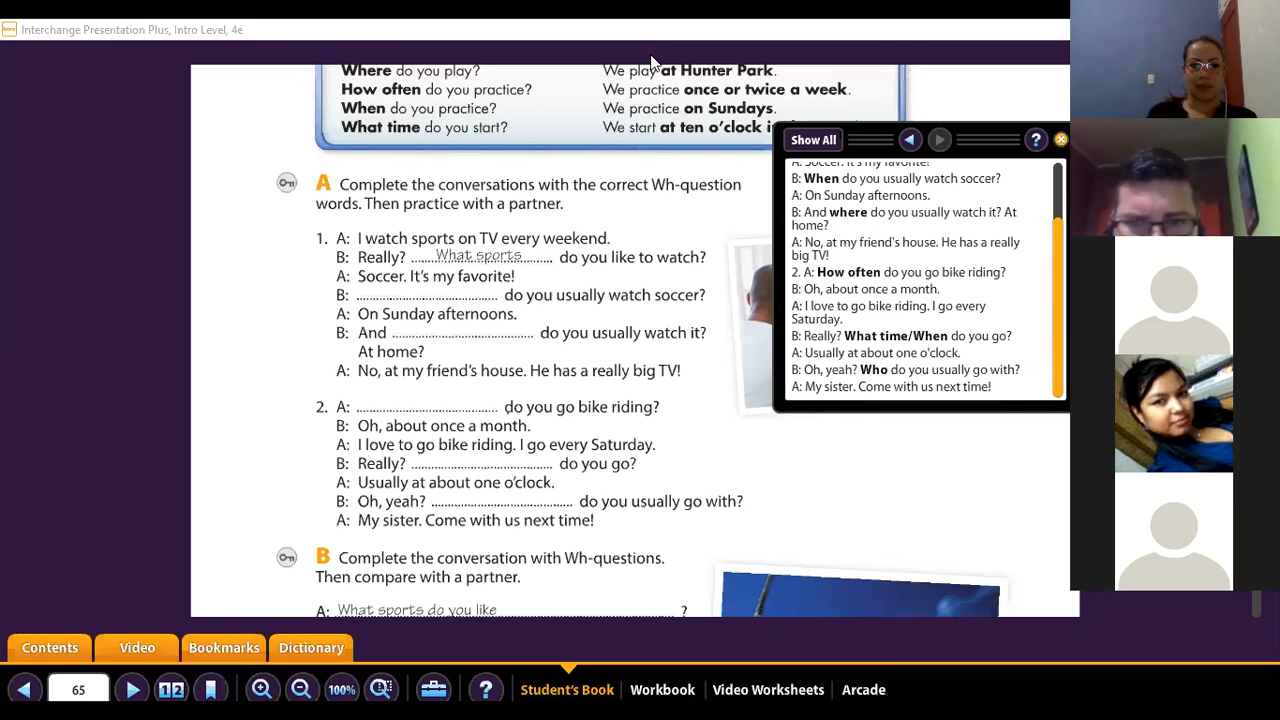 Interchange Presentation Plus, Intro Level, 4e
Where do you play? We play at Hunter Park.
How often do you practice? We practice once or twice a week.
When do you practice? We practice on Sundays.
What time do you start? We start at ten o'clock
A Complete the conversations with the correct Wh-question
words. Then practice with a partner.
1. A: I watch sports on TV every weekend.
B: Really? What sports do you like to watch?
A: Soccer. It's my favorite!
B: do you usually watch soccer?
A: On Sunday afternoons.
B: And do you usually watch it?
At home?
A: No, at my friend's house. He has a really big TV!
2. A: do you go bike riding?
B: Oh, about once a month.
A: I love to go bike riding. I go every Saturday.
B: Really? do you go?
A: Usually at about one o'clock.
B: Oh, yeah? do you usually go with?
A: My sister. Come with us next time!
B Complete the conversation with Wh-questions.
Then compare with a partner.
A: What sports do you like ?
Show All ?
A: Soccer. It's my favorite!
B: When do you usually watch soccer?
A: On Sunday afternoons.
B: And where do you usually watch it? At
home?
A: No, at my friend's house. He has a really
big TV!
2. A: How often do you go bike riding?
B: Oh, about once a month.
A: I love to go bike riding. I go every
Saturday.
B: Really? What time/When do you go?
A: Usually at about one o'clock.
B: Oh, yeah? Who do you usually go with?
A: My sister. Come with us next time!
Contents Video Bookmarks Dictionary
65 12 100% ? Student's Book Workbook Video Worksheets Arcade